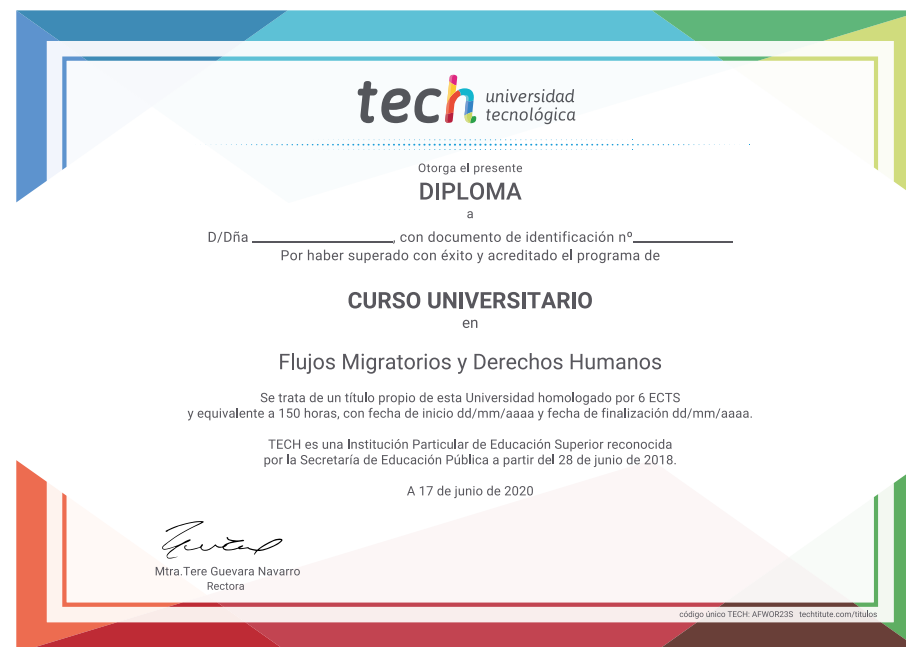 tech universidad
tecnológica
Otorga el presente
DIPLOMA
a
D/Dña ____________________, con documento de identificación nº______________
Por haber superado con éxito y acreditado el programa de
CURSO UNIVERSITARIO
en
Flujos Migratorios y Derechos Humanos
Se trata de un título propio de esta Universidad homologado por 6 ECTS
y equivalente a 150 horas, con fecha de inicio dd/mm/aaaa y fecha de finalización dd/mm/aaaa.
TECH es una Institución Particular de Educación Superior reconocida
por la Secretaría de Educación Pública a partir del 28 de junio de 2018.
A 17 de junio de 2020
Mtra.Tere Guevara Navarro
Rectora
código único TECH: AFWOR23S techtitute.com/titulos